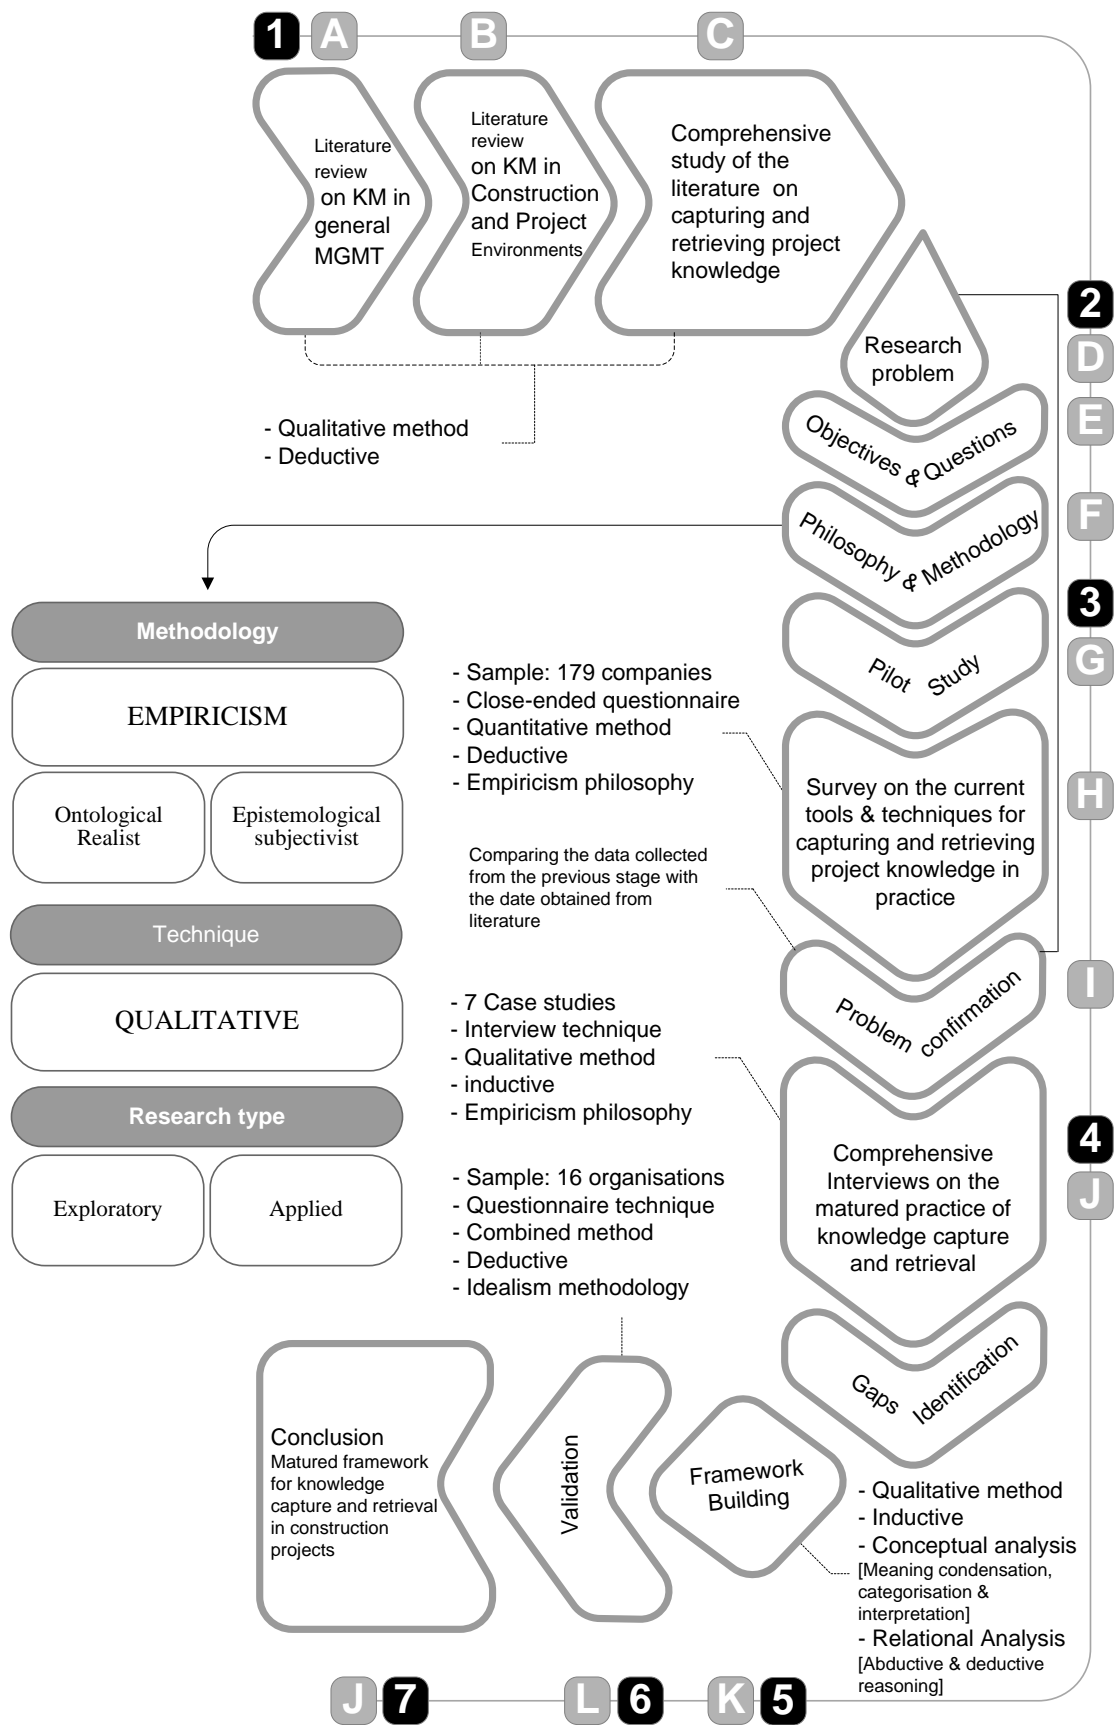 1 A B C
Literature
review
on KM in
general
MGMT
Literature
review
on KM in
Construction
and Project
Environments
Comprehensive
study of the
literature on
capturing and
retrieving project
knowledge
- Qualitative method
- Deductive
2
D
Research
problem
E
Objectives & Questions
F
Philosophy & Methodology
3
G
Pilot Study
Methodology
EMPIRICISM
Ontological
Realist
Epistemological
subjectivist
Technique
QUALITATIVE
Research type
Exploratory
Applied
- Sample: 179 companies
- Close-ended questionnaire
- Quantitative method
- Deductive
- Empiricism philosophy
H
Survey on the current
tools & techniques for
capturing and retrieving
project knowledge in
practice
Comparing the data collected
from the previous stage with
the date obtained from
literature
I
Problem confirmation
- 7 Case studies
- Interview technique
- Qualitative method
- inductive
- Empiricism philosophy
4
J
Comprehensive
Interviews on the
matured practice of
knowledge capture
and retrieval
- Sample: 16 organisations
- Questionnaire technique
- Combined method
- Deductive
- Idealism methodology
Gaps Identification
Framework
Building
- Qualitative method
- Inductive
- Conceptual analysis
[Meaning condensation,
categorisation &
interpretation]
- Relational Analysis
[Abductive & deductive
reasoning]
Validation
Conclusion
Matured framework
for knowledge
capture and retrieval
in construction
projects
J 7 L 6 K 5